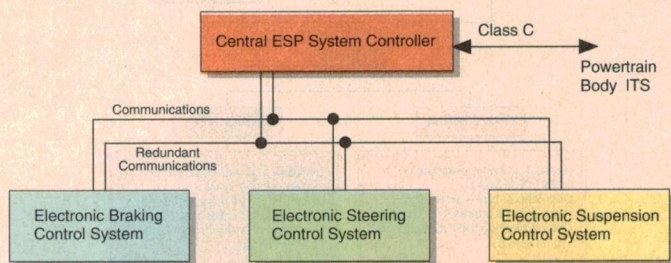 Central ESP System Controller
Class C
Powertrain
Body ITS
Communications
Redundant
Communications
Electronic Braking
Control System
Electronic Steering
Control System
Electronic Suspension
Control System